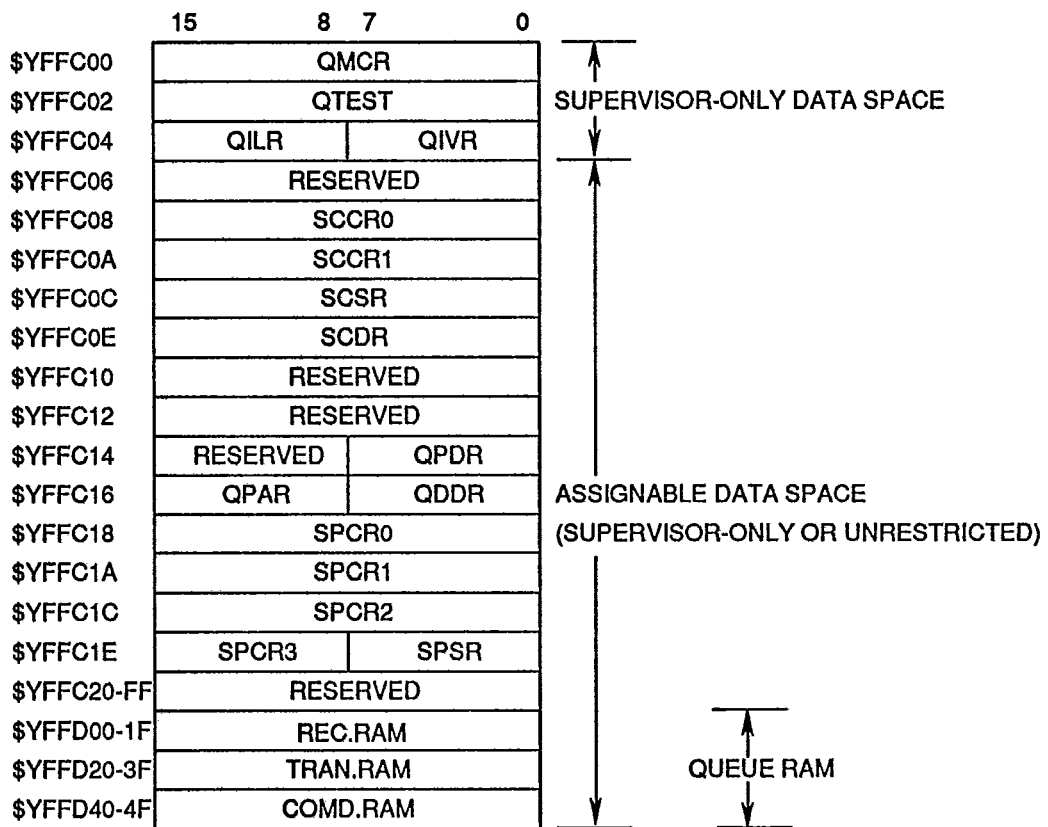 15 8 7 0
$YFFC00 QMCR
$YFFC02 QTEST SUPERVISOR-ONLY DATA SPACE
$YFFC04 QILR QIVR
$YFFC06 RESERVED
$YFFC08 SCCR0
$YFFC0A SCCR1
$YFFC0C SCSR
$YFFC0E SCDR
$YFFC10 RESERVED
$YFFC12 RESERVED
$YFFC14 RESERVED QPDR
$YFFC16 QPAR QDDR ASSIGNABLE DATA SPACE
$YFFC18 SPCR0 (SUPERVISOR-ONLY OR UNRESTRICTED)
$YFFC1A SPCR1
$YFFC1C SPCR2
$YFFC1E SPCR3 SPSR
$YFFC20-FF RESERVED
$YFFD00-1F REC.RAM
$YFFD20-3F TRAN.RAM QUEUE RAM
$YFFD40-4F COMD.RAM